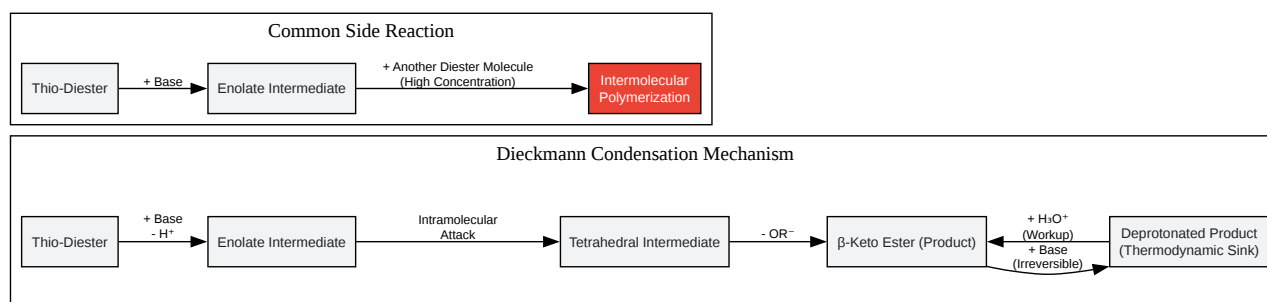 Common Side Reaction
Thio-Diester
+ Base
Enolate Intermediate
+ Another Diester Molecule
(High Concentration)
Intermolecular
Polymerization
Dieckmann Condensation Mechanism
Thio-Diester
+ Base
- H⁺
Enolate Intermediate
Intramolecular
Attack
Tetrahedral Intermediate
- OR⁻
β-Keto Ester (Product)
+ H₃O⁺
(Workup)
+ Base
(Irreversible)
Deprotonated Product
(Thermodynamic Sink)